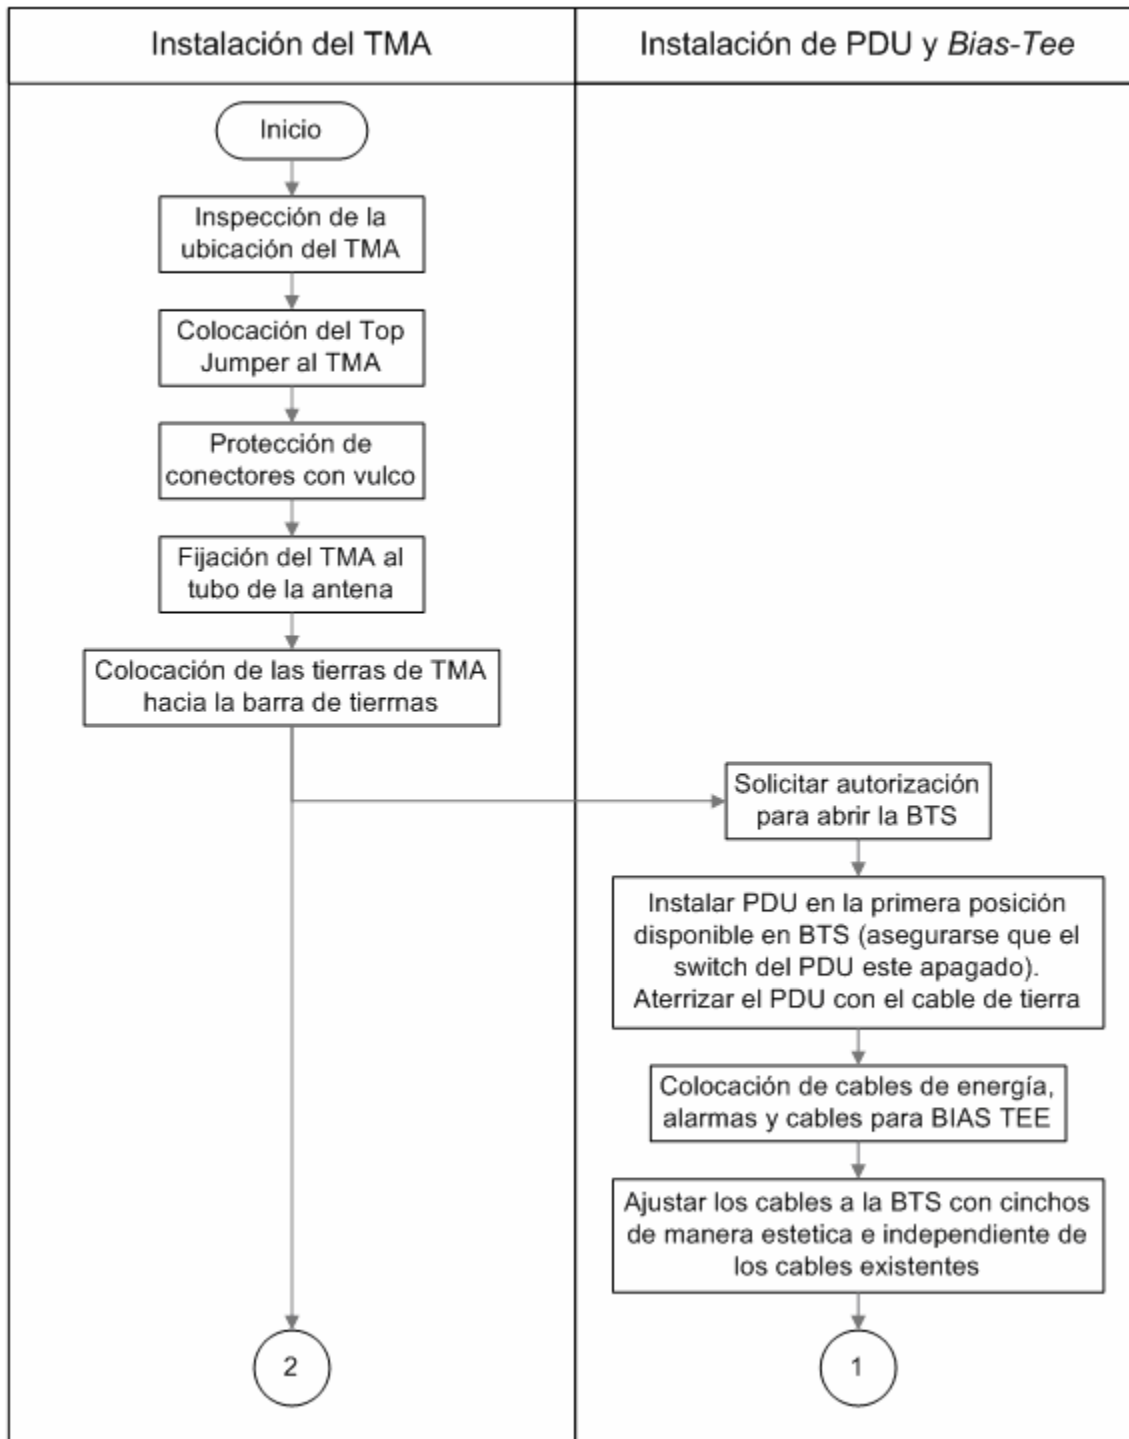 Instalación del TMA
Instalación de PDU y Bias-Tee
Inicio
Inspección de la
ubicación del TMA
Colocación del Top
Jumper al TMA
Protección de
conectores con vulco
Fijación del TMA al
tubo de la antena
Colocación de las tierras de TMA
hacia la barra de tierrnas
Solicitar autorización
para abrir la BTS
Instalar PDU en la primera posición
disponible en BTS (asegurarse que el
switch del PDU este apagado).
Aterrizar el PDU con el cable de tierra
Colocación de cables de energía,
alarmas y cables para BIAS TEE
Ajustar los cables a la BTS con cinchos
de manera estetica e independiente de
los cables existentes
2
1